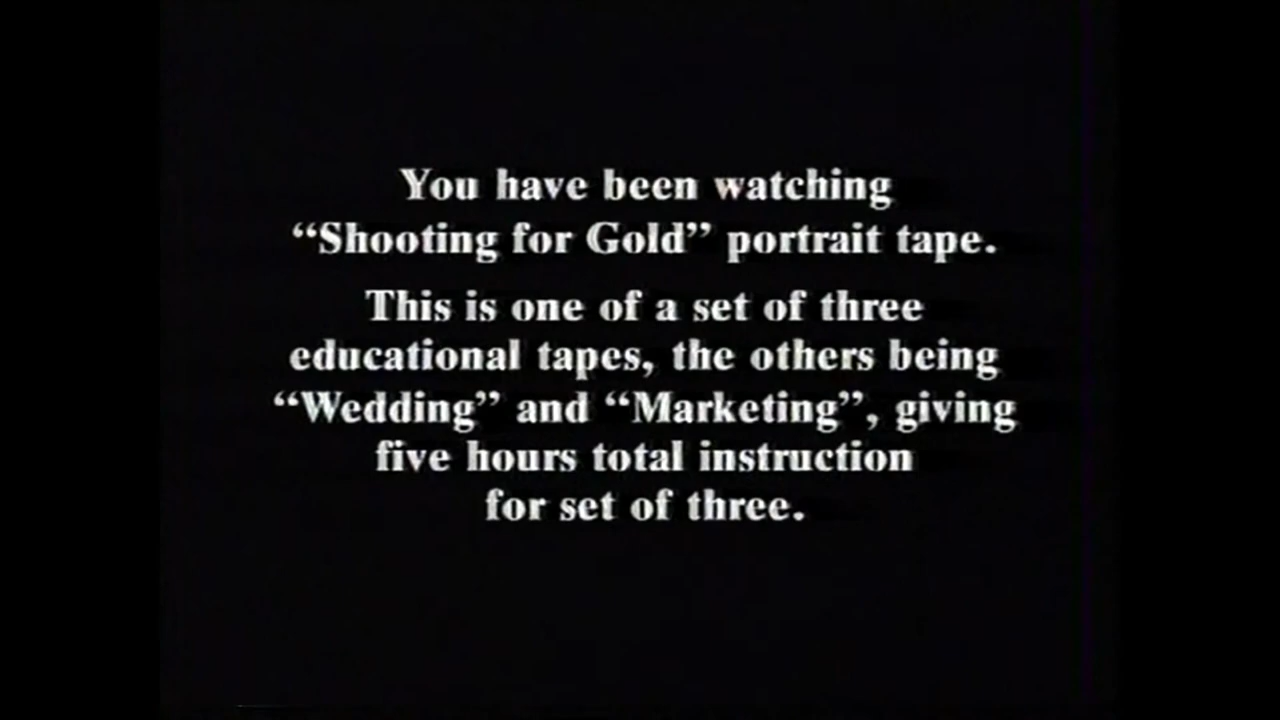 You have been watching
“Shooting for Gold” portrait tape.
This is one of a set of three
educational tapes, the others being
“Wedding” and “Marketing”, giving
five hours total instruction
for set of three.